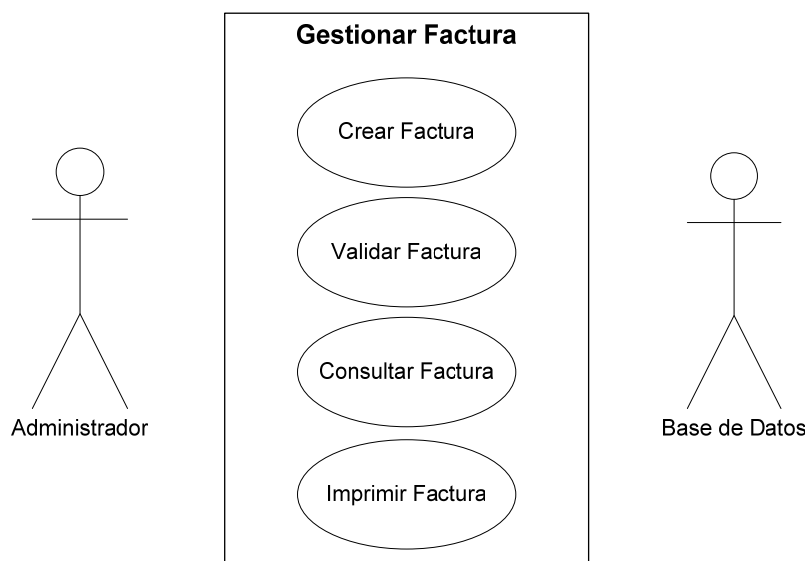 Gestionar Factura
Crear Factura
Validar Factura
Consultar Factura
Imprimir Factura
Administrador
Base de Datos